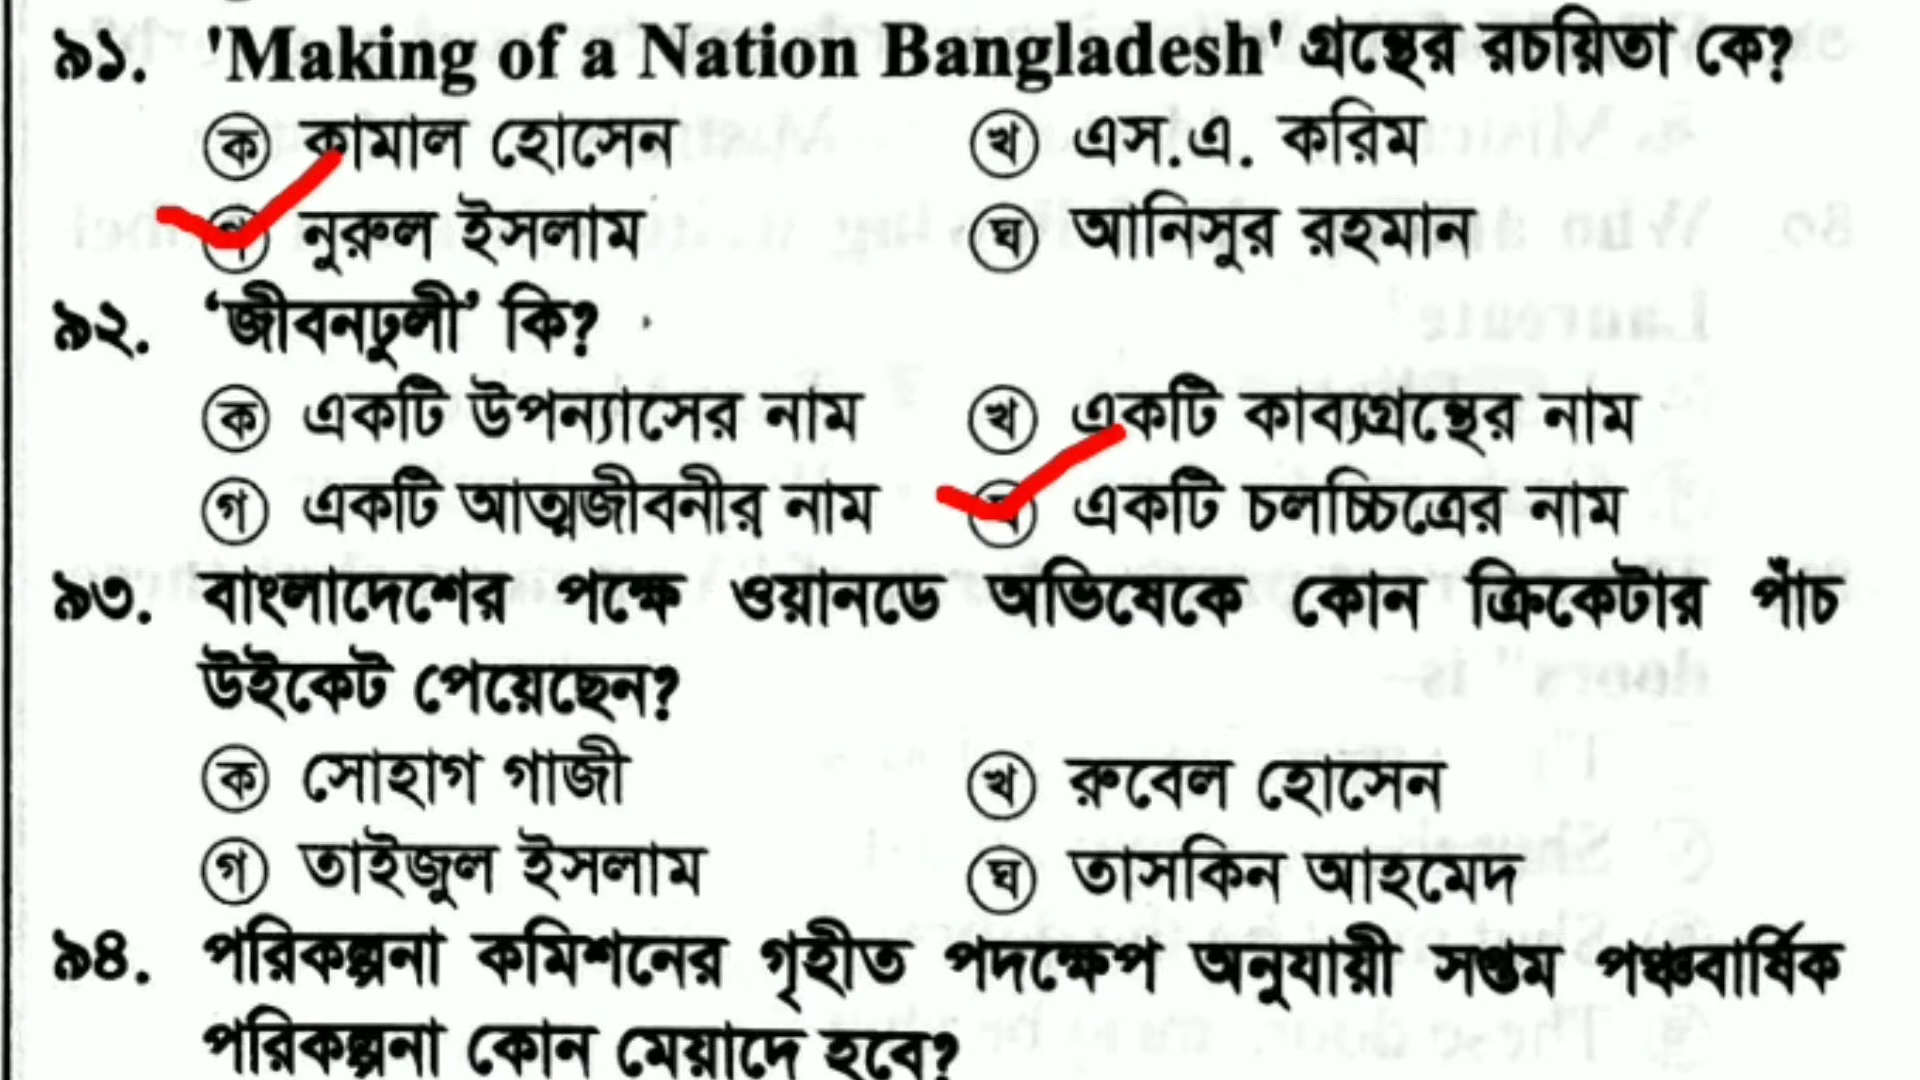 ৯১. 'Making of a Nation Bangladesh' গ্রন্থের রচয়িতা কে?
ক কামাল হোসেন খ এস.এ. করিম
নুরুল ইসলাম ঘ আনিসুর রহমান
৯২. ‘জীবনঢুলী’ কি?
ক একটি উপন্যাসের নাম খ একটি কাব্যগ্রন্থের নাম
গ একটি আত্মজীবনীর নাম ঘ একটি চলচ্চিত্রের নাম
৯৩. বাংলাদেশের পক্ষে ওয়ানডে অভিষেকে কোন ক্রিকেটার পাঁচ
উইকেট পেয়েছেন?
ক সোহাগ গাজী খ রুবেল হোসেন
গ তাইজুল ইসলাম ঘ তাসকিন আহমেদ
৯৪. পরিকল্পনা কমিশনের গৃহীত পদক্ষেপ অনুযায়ী সপ্তম পঞ্চবার্ষিক
পরিকল্পনা কোন মেয়াদে হবে?